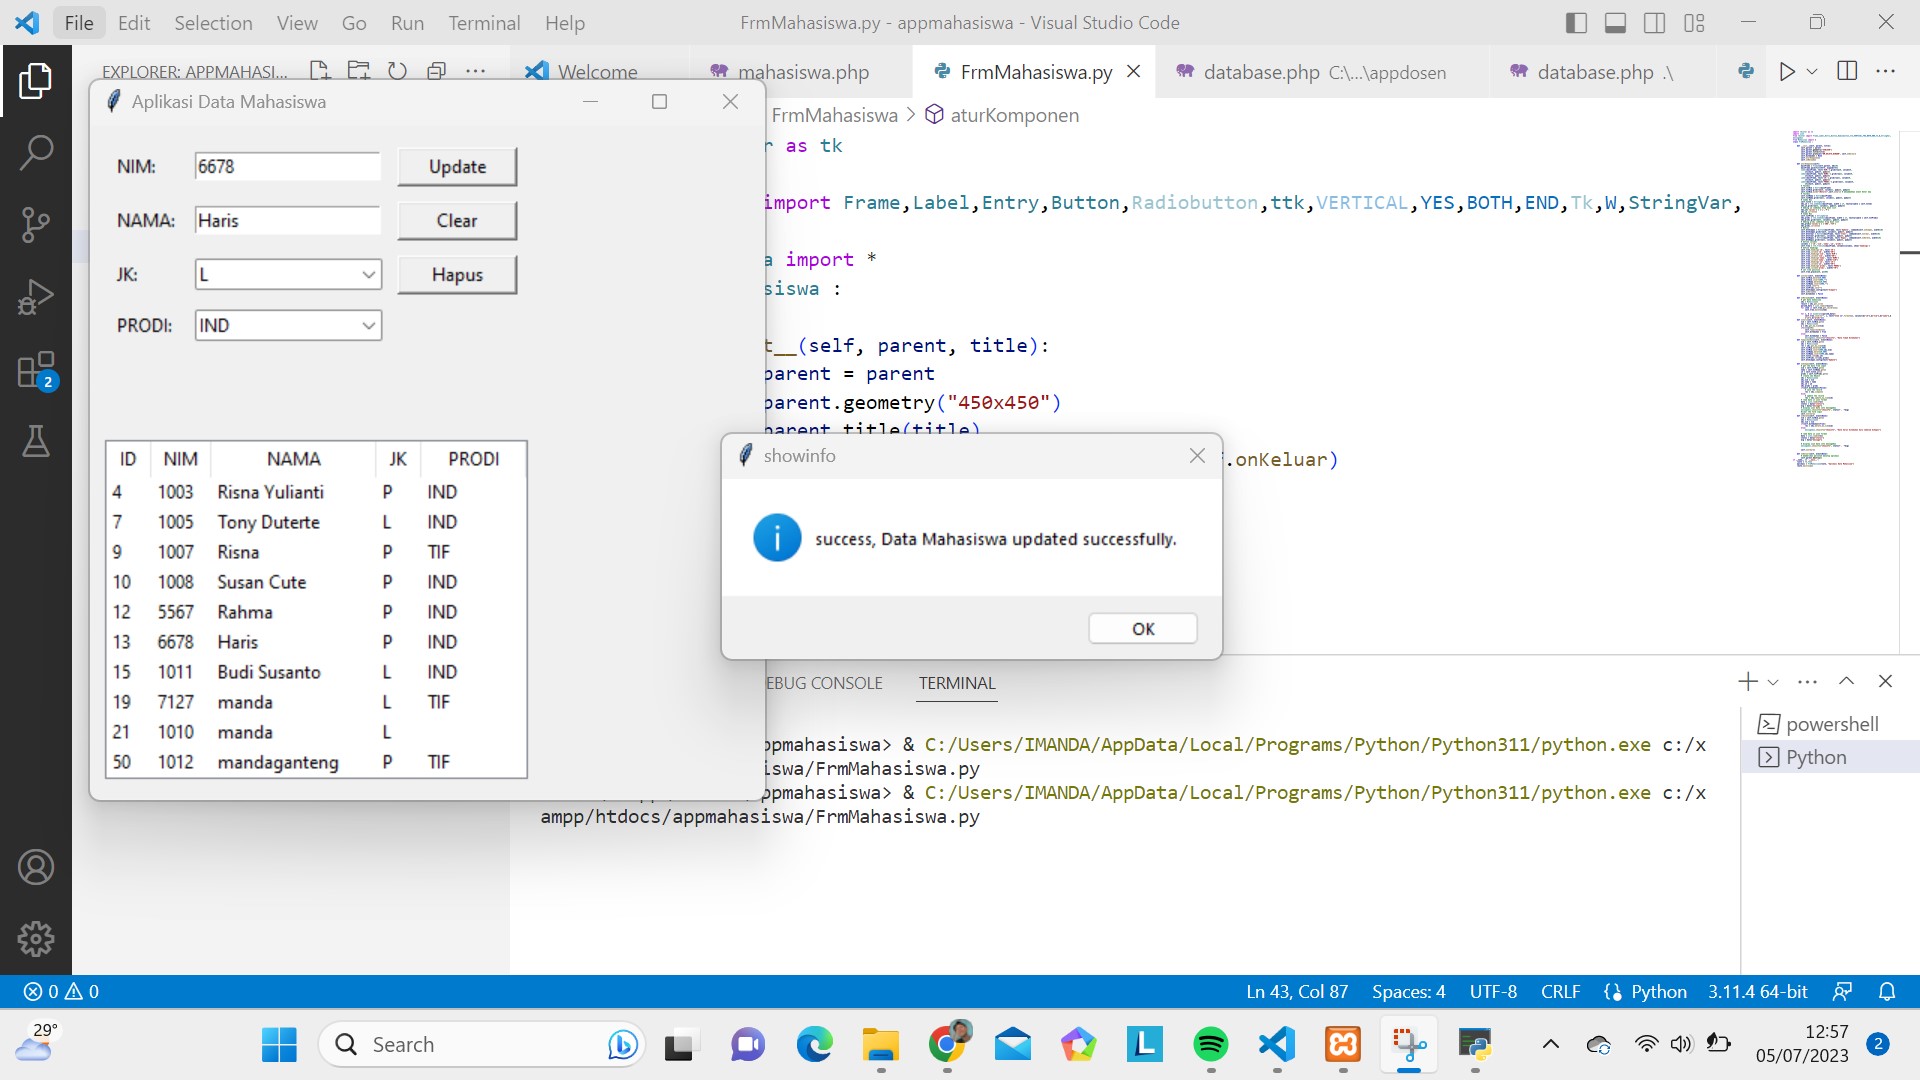 File Edit Selection View Go Run Terminal Help FrmMahasiswa.py - appmahasiswa - Visual Studio Code
EXPLORER: APPMAHASI... Welcome mahasiswa.php FrmMahasiswa.py database.php C:\...\appdosen database.php .\
Aplikasi Data Mahasiswa
NIM: 6678 Update
NAMA: Haris Clear
JK: L Hapus
PRODI: IND
ID NIM NAMA JK PRODI
4 1003 Risna Yulianti P IND
7 1005 Tony Duterte L IND
9 1007 Risna P TIF
10 1008 Susan Cute P IND
12 5567 Rahma P IND
13 6678 Haris P IND
15 1011 Budi Susanto L IND
19 7127 manda L TIF
21 1010 manda L
50 1012 mandaganteng P TIF
FrmMahasiswa > aturKomponen
r as tk
import Frame,Label,Entry,Button,Radiobutton,ttk,VERTICAL,YES,BOTH,END,Tk,W,StringVar,
a import *
siswa :
t__(self, parent, title):
parent = parent
parent.geometry("450x450")
parent.title(title)
.onKeluar)
showinfo
success, Data Mahasiswa updated successfully.
OK
EBUG CONSOLE TERMINAL
powershell
Python
ppmahasiswa> & C:/Users/IMANDA/AppData/Local/Programs/Python/Python311/python.exe c:/x
iswa/FrmMahasiswa.py
ppmahasiswa> & C:/Users/IMANDA/AppData/Local/Programs/Python/Python311/python.exe c:/x
ampp/htdocs/appmahasiswa/FrmMahasiswa.py
2
0 0 Ln 43, Col 87 Spaces: 4 UTF-8 CRLF Python 3.11.4 64-bit
29° Search 12:57
05/07/2023 2